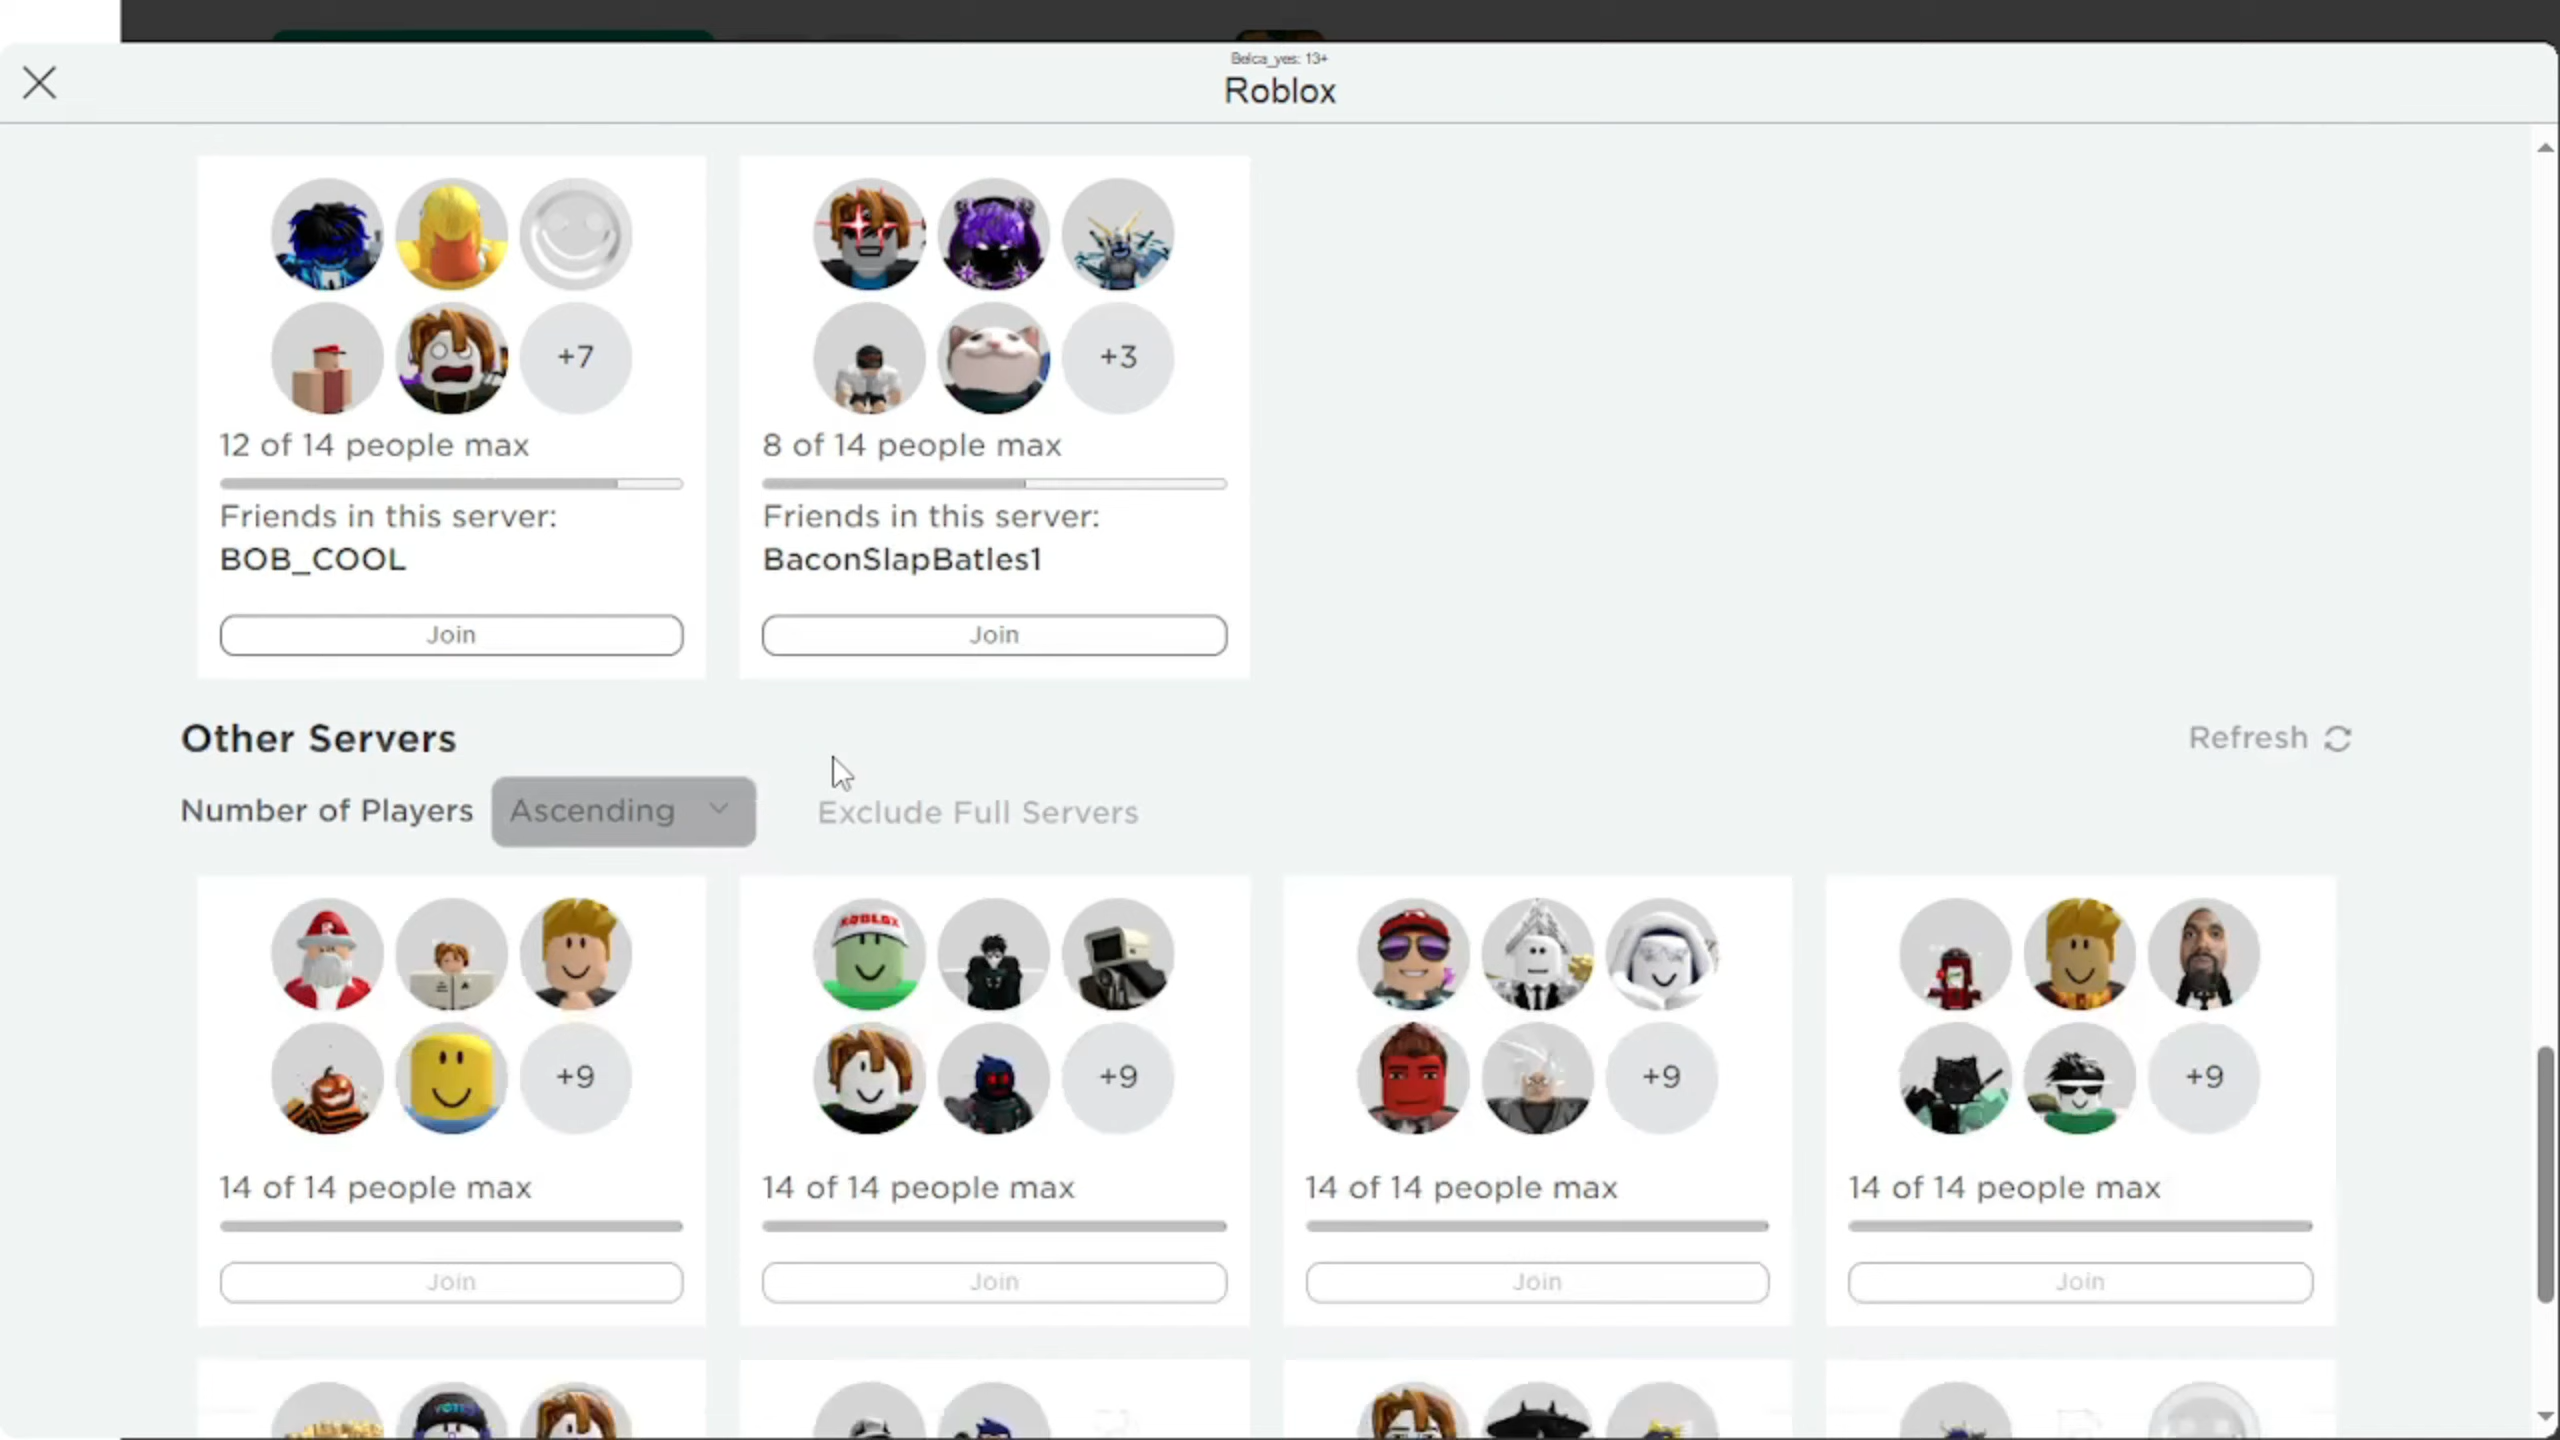 Belca_yes: 13+
Roblox
+7
+3
12 of 14 people max
8 of 14 people max
Friends in this server:
BOB_COOL
Friends in this server:
BaconSlapBatles1
Join
Join
Other Servers
Refresh
Number of Players
Ascending
Exclude Full Servers
ROBLOX
+9
+9
+9
+9
14 of 14 people max
14 of 14 people max
14 of 14 people max
14 of 14 people max
Join
Join
Join
Join